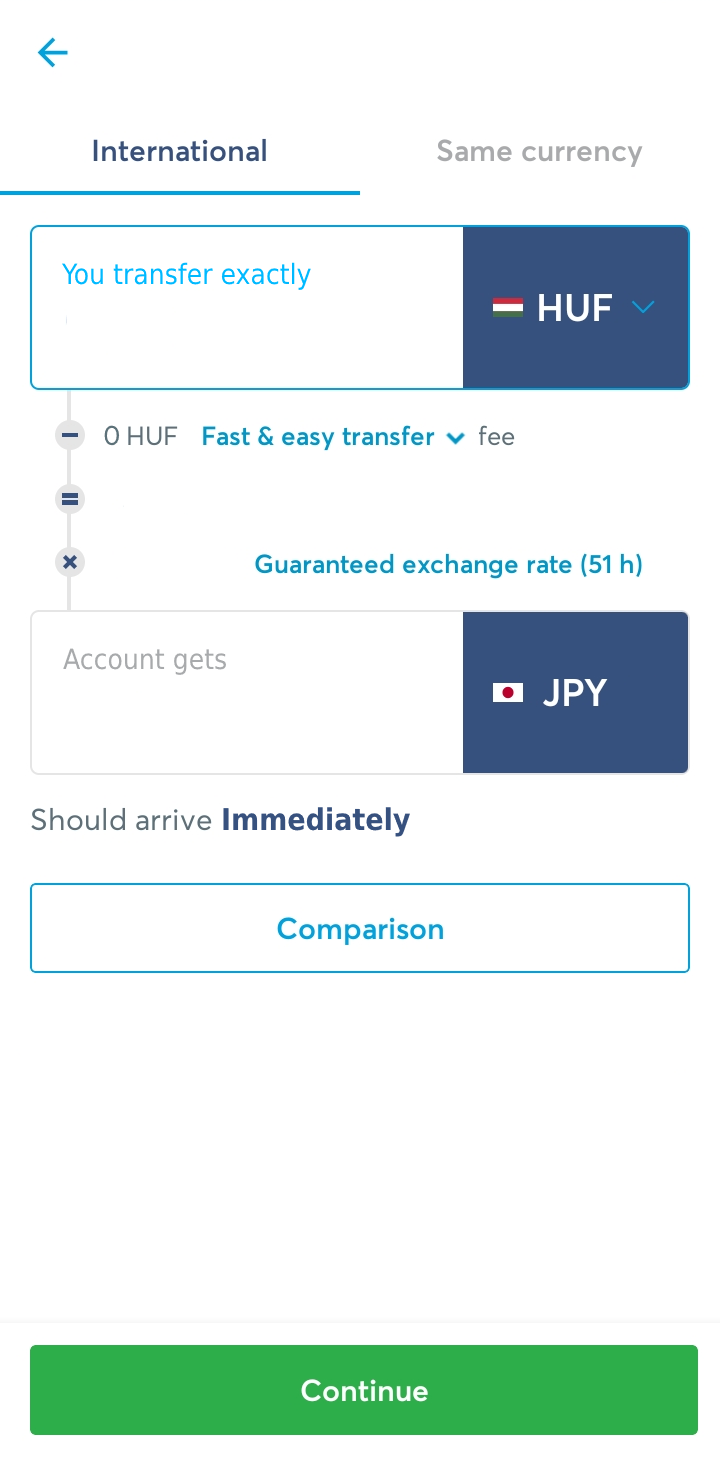 International
Same currency
You transfer exactly
HUF
0 HUF Fast & easy transfer fee
Guaranteed exchange rate (51 h)
Account gets
JPY
Should arrive Immediately
Comparison
Continue